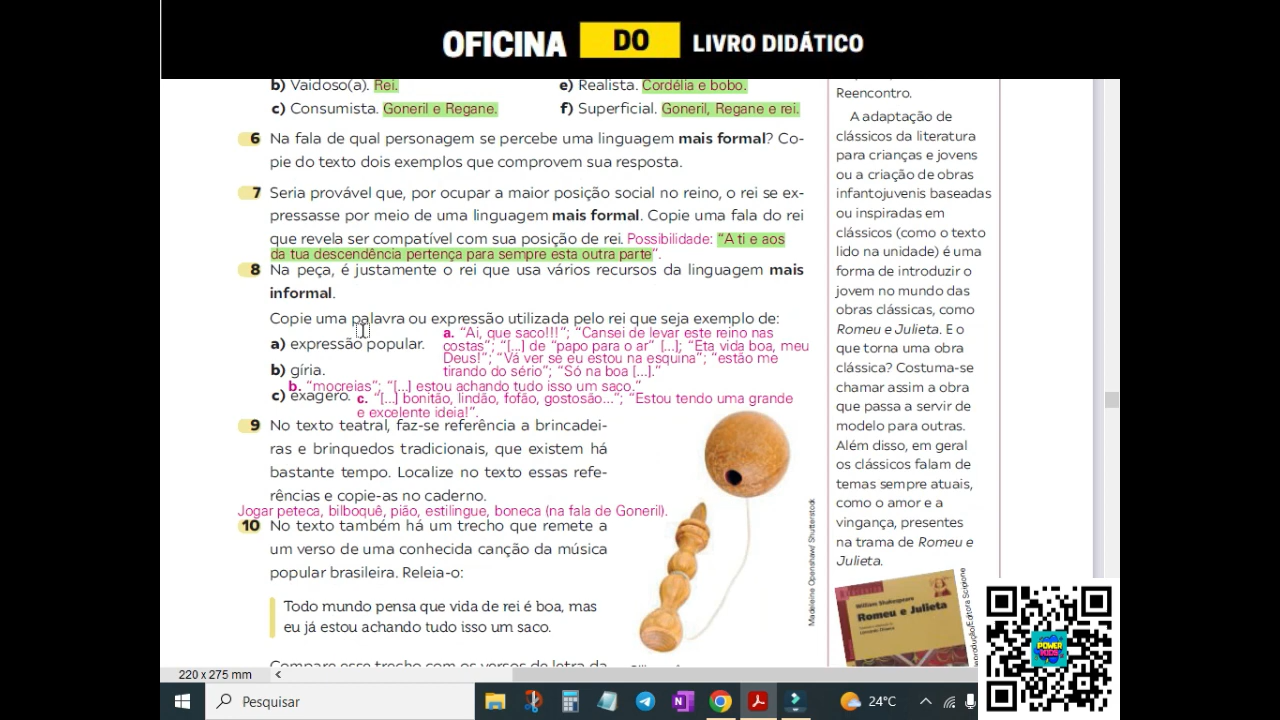 OFICINA DO LIVRO DIDÁTICO
b) Vaidoso(a). Rei.
e) Realista. Cordélia e bobo.
c) Consumista. Goneril e Regane.
f) Superficial. Goneril, Regane e rei.
6 Na fala de qual personagem se percebe uma linguagem mais formal? Co-
pie do texto dois exemplos que comprovem sua resposta.
7 Seria provável que, por ocupar a maior posição social no reino, o rei se ex-
pressasse por meio de uma linguagem mais formal. Copie uma fala do rei
que revela ser compatível com sua posição de rei. Possibilidade: “A ti e aos
da tua descendência pertença para sempre esta outra parte”.
8 Na peça, é justamente o rei que usa vários recursos da linguagem mais
informal.
Copie uma palavra ou expressão utilizada pelo rei que seja exemplo de:
a) expressão popular.
a. “Ai, que saco!!!”; “Cansei de levar este reino nas
costas”; “[...] de “papo para o ar” [...]; “Eta vida boa, meu
Deus!”; “Vá ver se eu estou na esquina”; “estão me
tirando do sério”; “Só na boa [...].”
b) gíria.
b. “mocreias”; “[...] estou achando tudo isso um saco.”
c) exagero.
c. “[...] bonitão, lindão, fofão, gostosão...”; “Estou tendo uma grande
e excelente ideia!”.
9 No texto teatral, faz-se referência a brincadei-
ras e brinquedos tradicionais, que existem há
bastante tempo. Localize no texto essas refe-
rências e copie-as no caderno.
Jogar peteca, bilboquê, pião, estilingue, boneca (na fala de Goneril).
10 No texto também há um trecho que remete a
um verso de uma conhecida canção da música
popular brasileira. Releia-o:
Todo mundo pensa que vida de rei é boa, mas
eu já estou achando tudo isso um saco.
Madeleine Openshaw/ Shutterstock
Reencontro.
A adaptação de
clássicos da literatura
para crianças e jovens
ou a criação de obras
infantojuvenis baseadas
ou inspiradas em
clássicos (como o texto
lido na unidade) é uma
forma de introduzir o
jovem no mundo das
obras clássicas, como
Romeu e Julieta. E o
que torna uma obra
clássica? Costuma-se
chamar assim a obra
que passa a servir de
modelo para outras.
Além disso, em geral
os clássicos falam de
temas sempre atuais,
como o amor e a
vingança, presentes
na trama de Romeu e
Julieta.
William Shakespeare
Romeu e Julieta
Editora Scipione
POWER KIDS
220 x 275 mm
Pesquisar
24°C